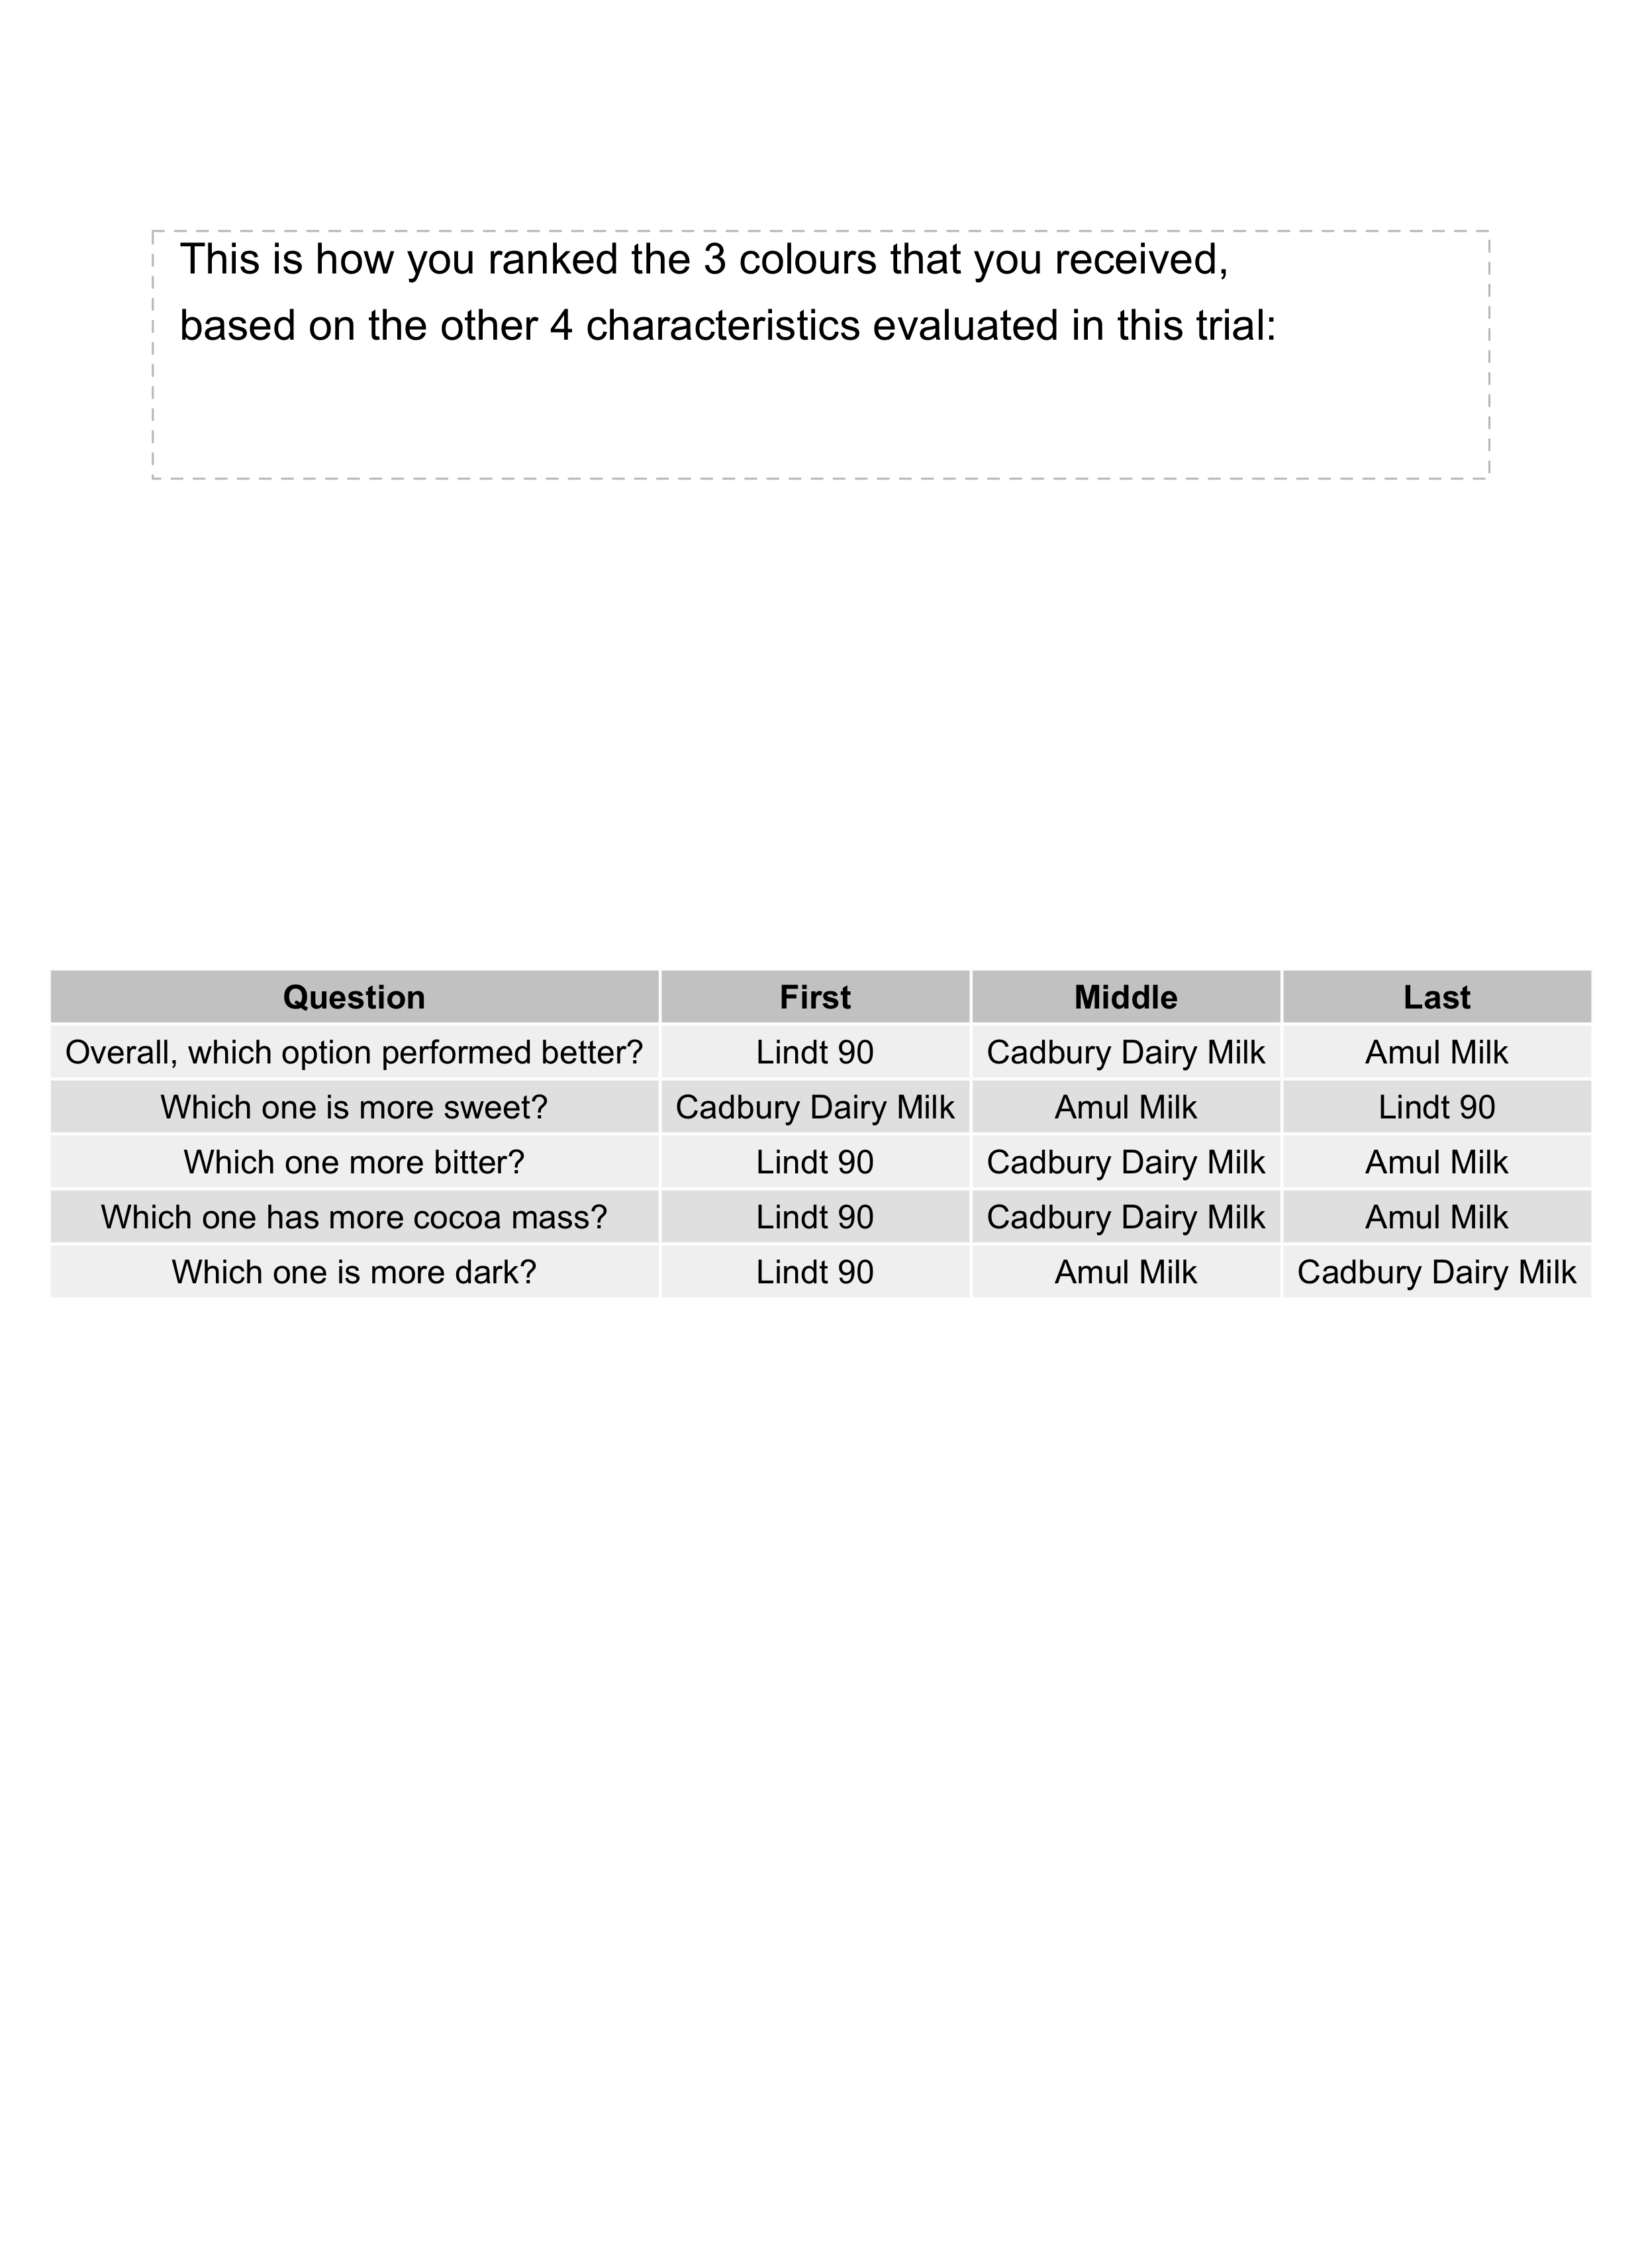 This is how you ranked the 3 colours that you received,
based on the other 4 characteristics evaluated in this trial:
Question First Middle Last
Overall, which option performed better? Lindt 90 Cadbury Dairy Milk Amul Milk
Which one is more sweet? Cadbury Dairy Milk Amul Milk Lindt 90
Which one more bitter? Lindt 90 Cadbury Dairy Milk Amul Milk
Which one has more cocoa mass? Lindt 90 Cadbury Dairy Milk Amul Milk
Which one is more dark? Lindt 90 Amul Milk Cadbury Dairy Milk